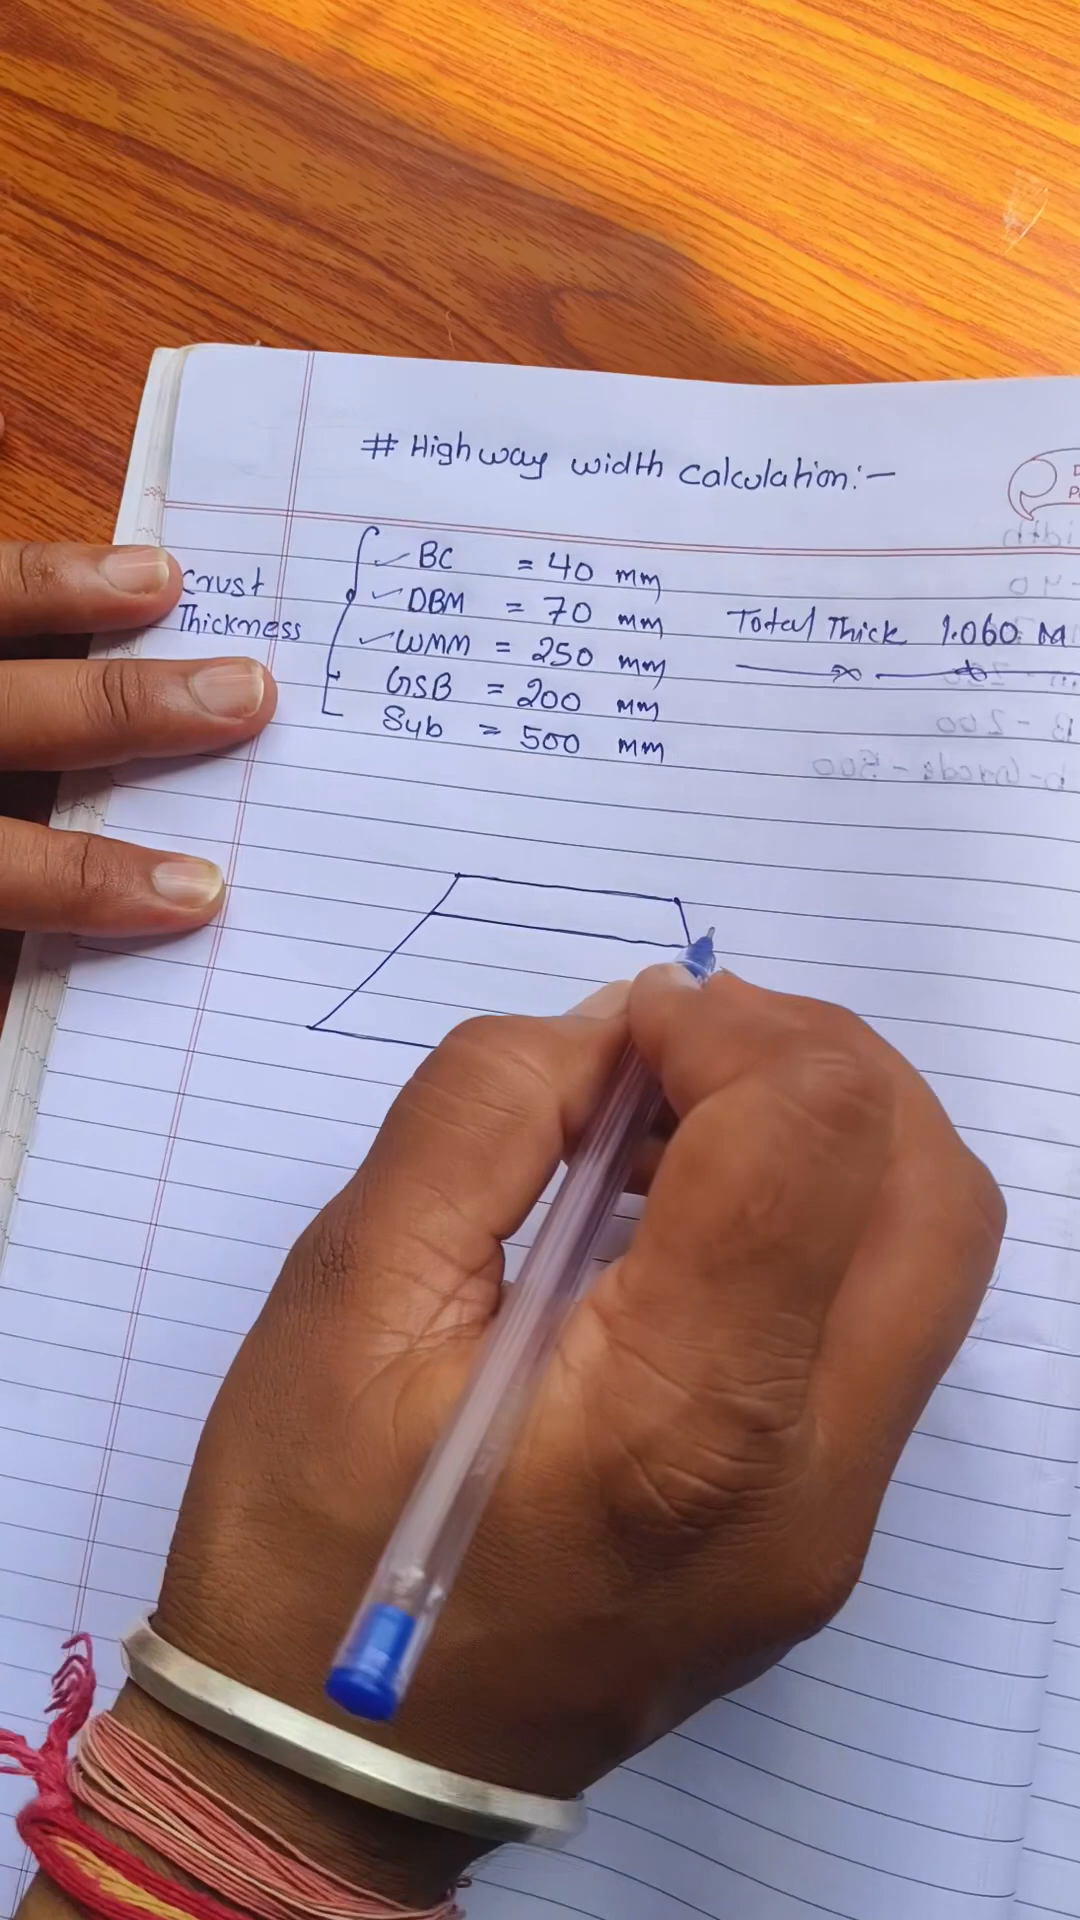 # Highway width calculation:-
Crust
Thickness
BC = 40 mm
DBM = 70 mm
WMM = 250 mm
GSB = 200 mm
Sub = 500 mm
Total Thick 1.060 M